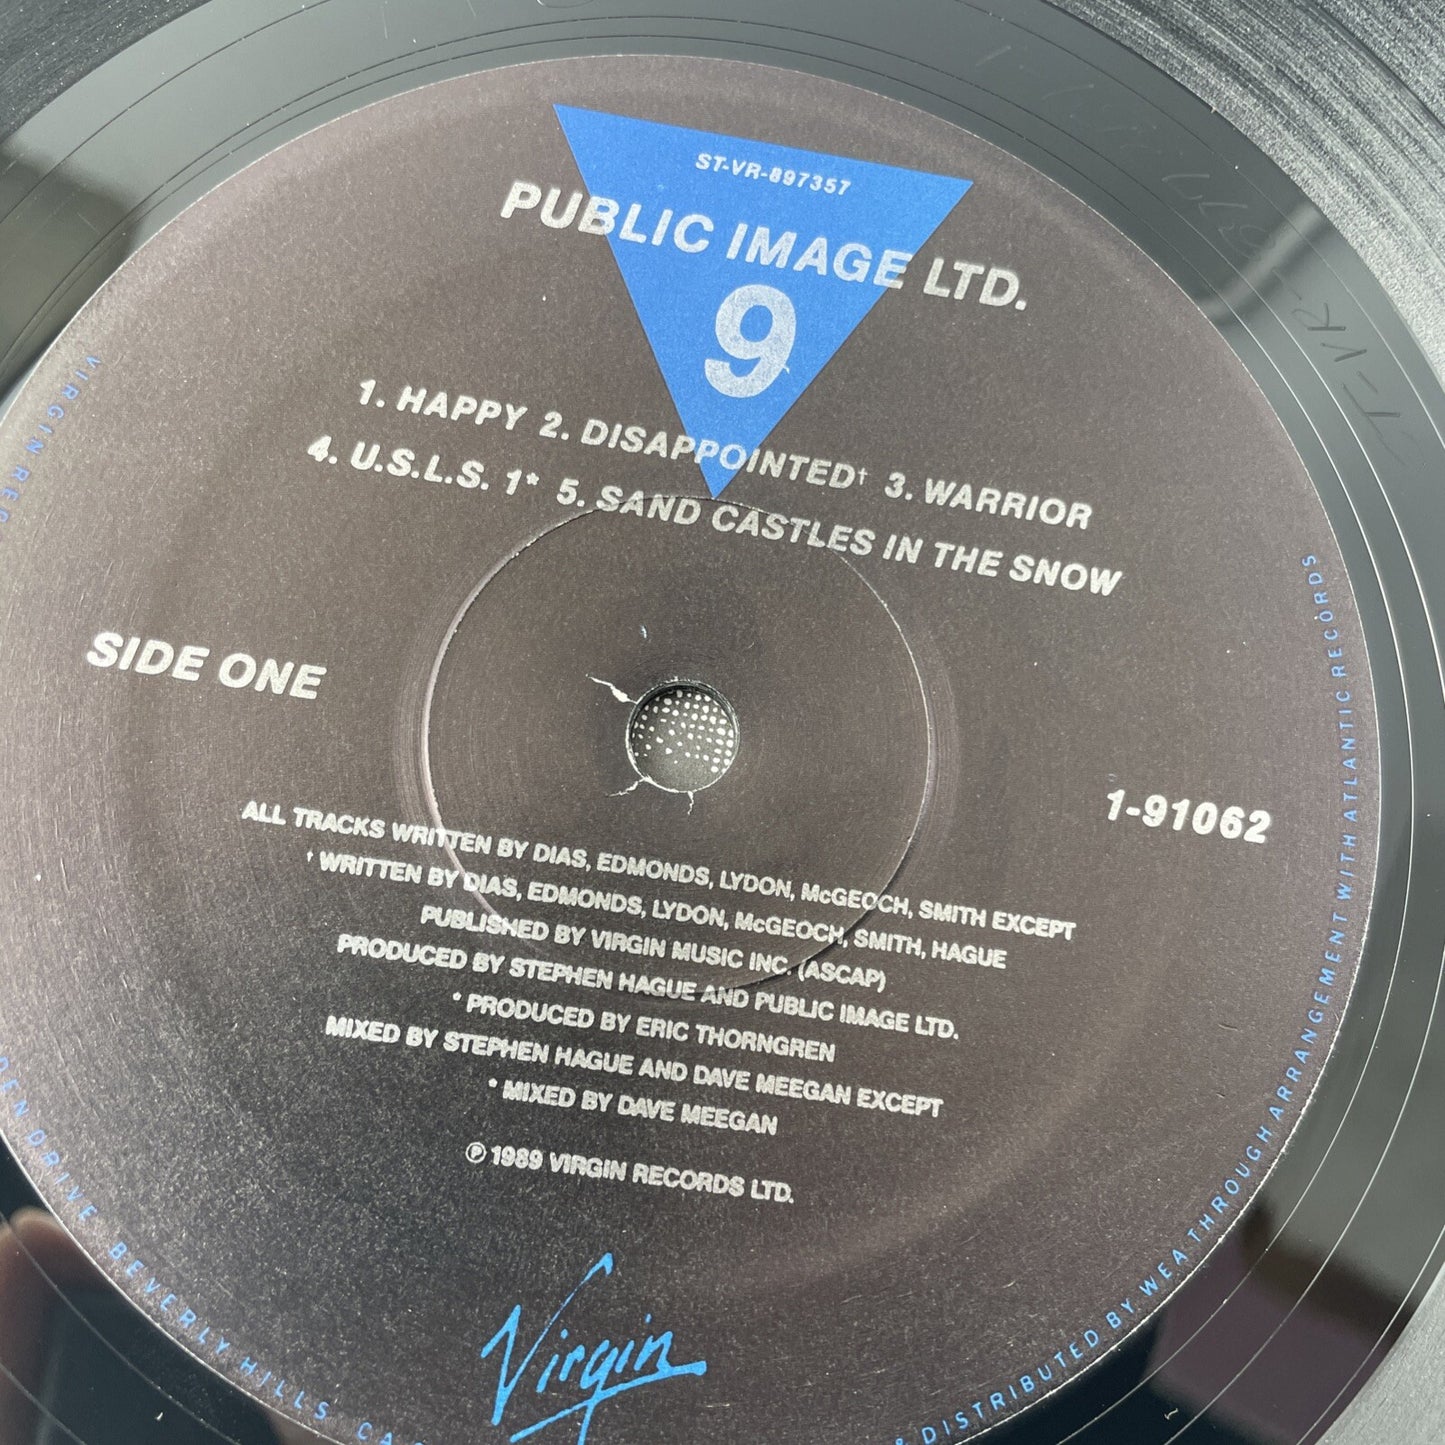 ST-VR-897357
PUBLIC IMAGE LTD.
9
1. HAPPY 2. DISAPPOINTED† 3. WARRIOR
4. U.S.L.S. 1* 5. SAND CASTLES IN THE SNOW
SIDE ONE
1-91062
ALL TRACKS WRITTEN BY DIAS, EDMONDS, LYDON, McGEOCH, SMITH EXCEPT
† WRITTEN BY DIAS, EDMONDS, LYDON, McGEOCH, SMITH, HAGUE
PUBLISHED BY VIRGIN MUSIC INC. (ASCAP)
PRODUCED BY STEPHEN HAGUE AND PUBLIC IMAGE LTD.
* PRODUCED BY ERIC THORNGREN
MIXED BY STEPHEN HAGUE AND DAVE MEEGAN EXCEPT
* MIXED BY DAVE MEEGAN
℗ 1989 VIRGIN RECORDS LTD.
Virgin
VIRGIN
DRIVE, BEVERLY HILLS
& DISTRIBUTED BY WEA THROUGH ARRANGEMENT WITH ATLANTIC RECORDS